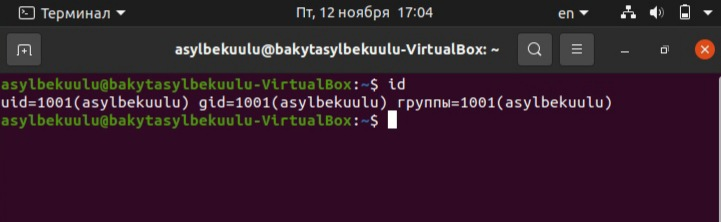 Терминал
Пт, 12 ноября 17:04
en
asylbekuulu@bakytasylbekuulu-VirtualBox: ~
asylbekuulu@bakytasylbekuulu-VirtualBox:~$ id
uid=1001(asylbekuulu) gid=1001(asylbekuulu) группы=1001(asylbekuulu)
asylbekuulu@bakytasylbekuulu-VirtualBox:~$